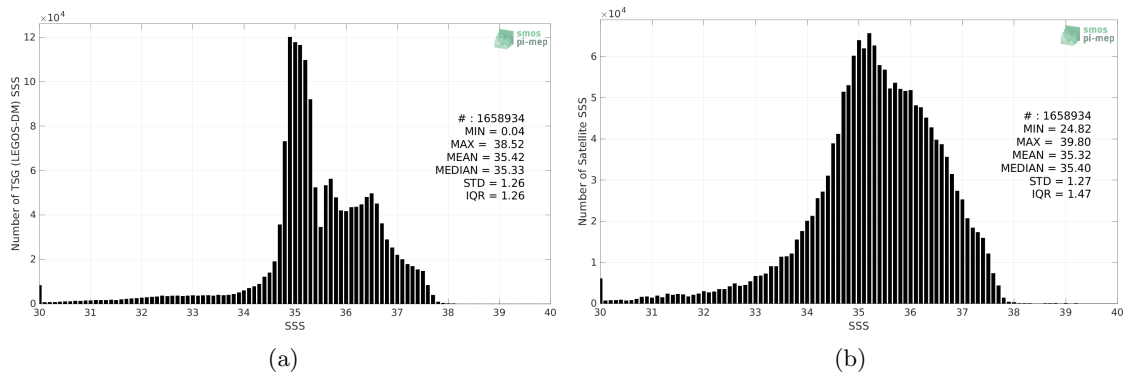 ×10⁴
12
10
8
6
4
2
0
30 31 32 33 34 35 36 37 38 39 40
SSS
Number of TSG (LEGOS-DM) SSS
smos
pi-mep
# : 1658934
MIN = 0.04
MAX = 38.52
MEAN = 35.42
MEDIAN = 35.33
STD = 1.26
IQR = 1.26
(a)
×10⁴
6
5
4
3
2
1
0
30 31 32 33 34 35 36 37 38 39 40
SSS
Number of Satellite SSS
smos
pi-mep
# : 1658934
MIN = 24.82
MAX = 39.80
MEAN = 35.32
MEDIAN = 35.40
STD = 1.27
IQR = 1.47
(b)